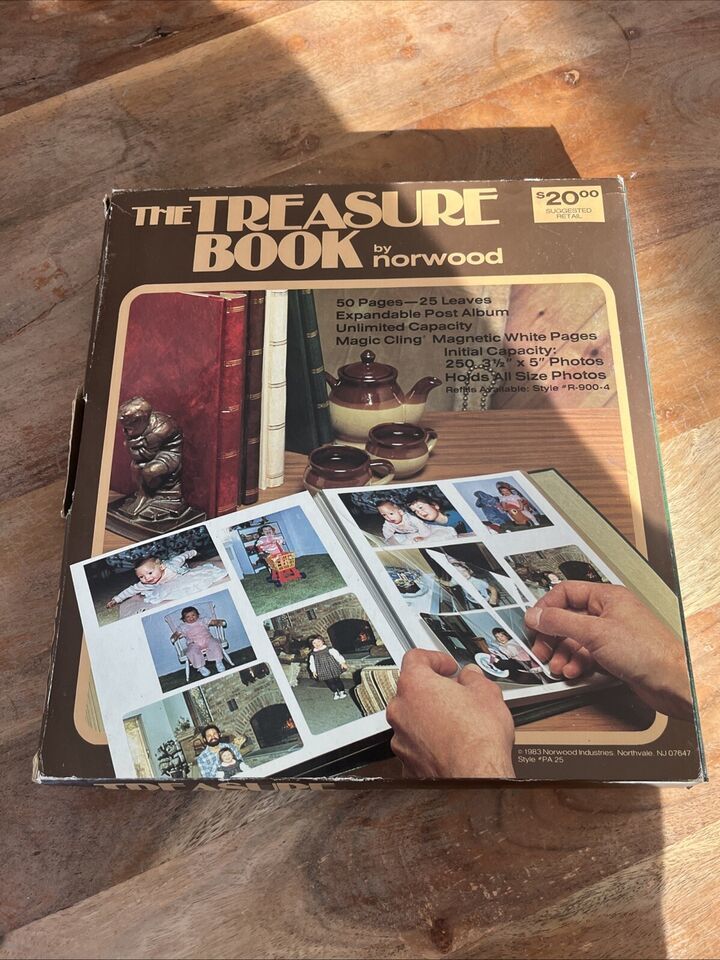 THE TREASURE
BOOK by norwood
$20⁰⁰
SUGGESTED
RETAIL
50 Pages—25 Leaves
Expandable Post Album
Unlimited Capacity
Magic Cling® Magnetic White Pages
Initial Capacity:
250 3½" x 5" Photos
Holds All Size Photos
Refills Available: Style #R-900-4
© 1983 Norwood Industries, Northvale, NJ 07647
Style #PA 25
TREASURE